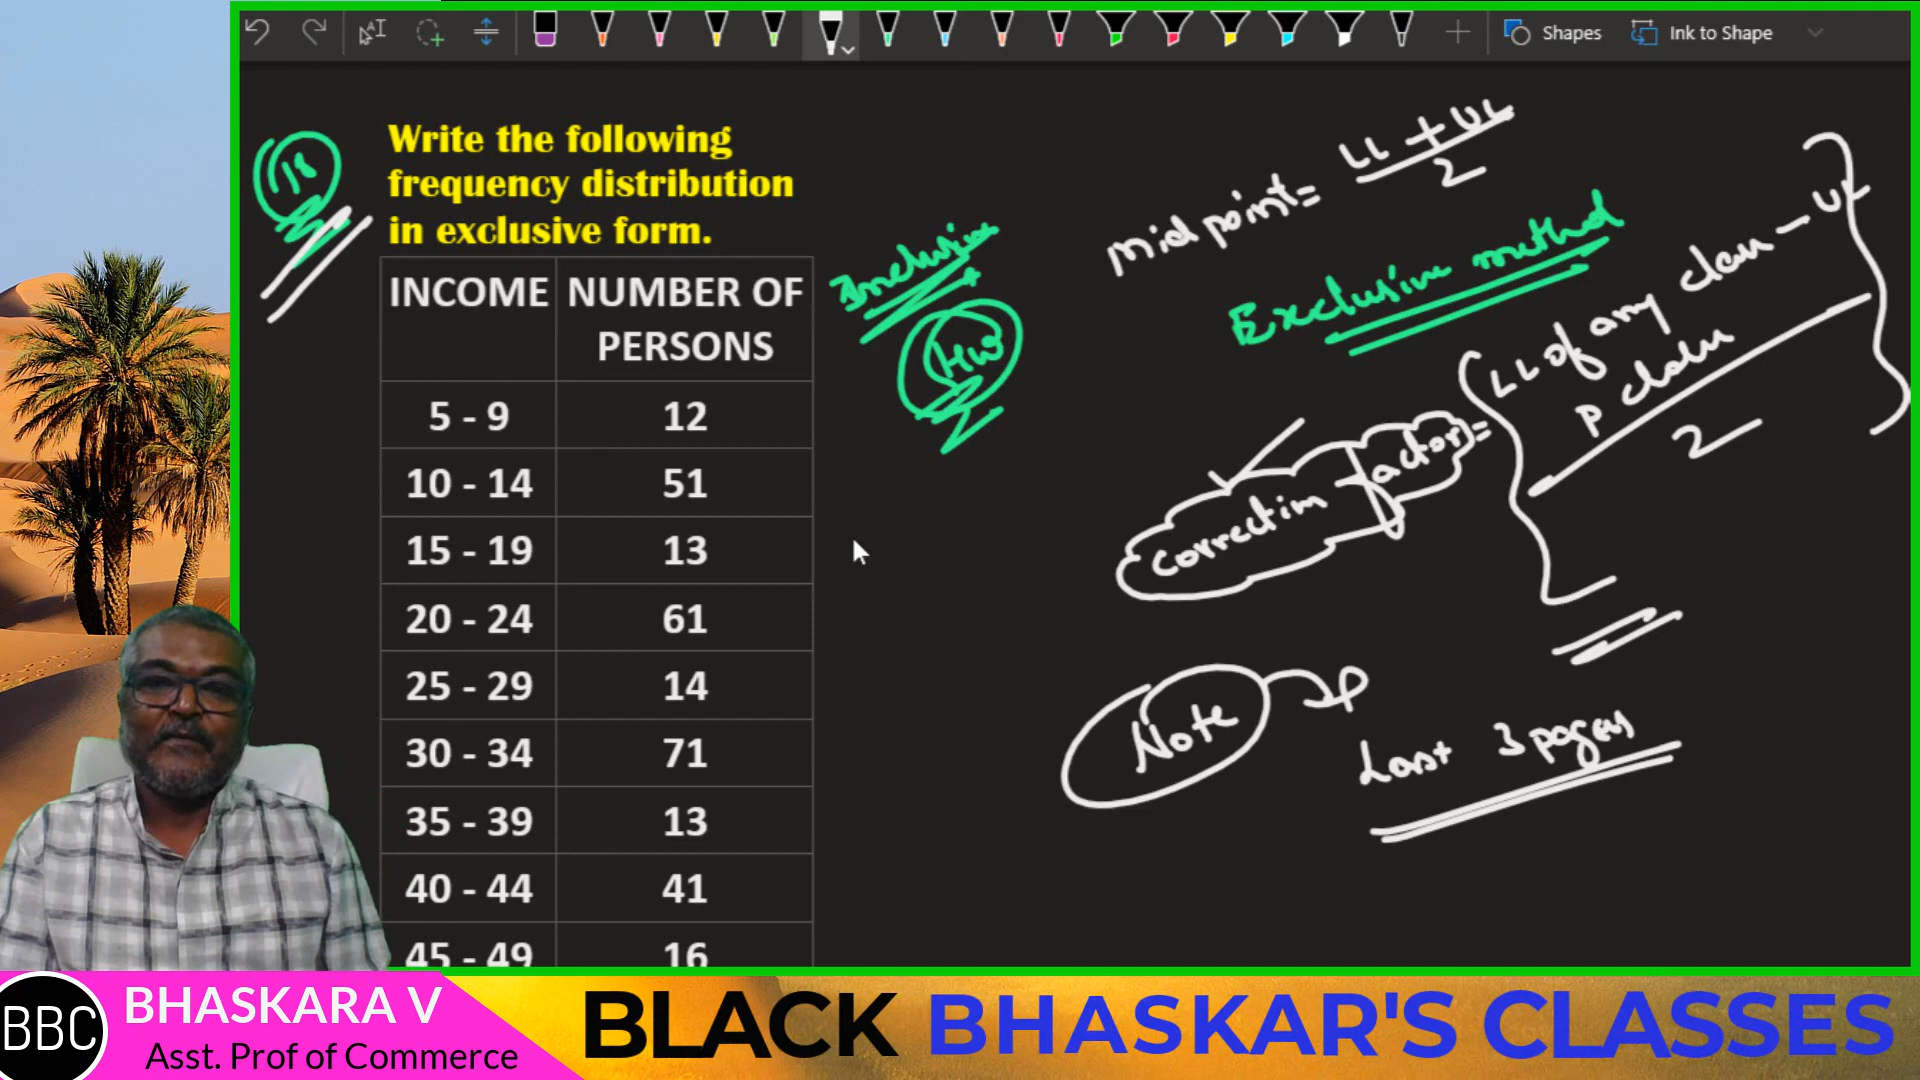 Shapes
Ink to Shape
18
Write the following
frequency distribution
in exclusive form.
INCOME
NUMBER OF
PERSONS
5 - 9
12
10 - 14
51
15 - 19
13
20 - 24
61
25 - 29
14
30 - 34
71
35 - 39
13
40 - 44
41
45 - 49
16
Inclusive
HW
midpoint= LL + UL
2
Exclusive method
correction factor = LL of any class - UL
P class
2
Note
Last 3 pages
BBC
BHASKARA V
Asst. Prof of Commerce
BLACK BHASKAR'S CLASSES